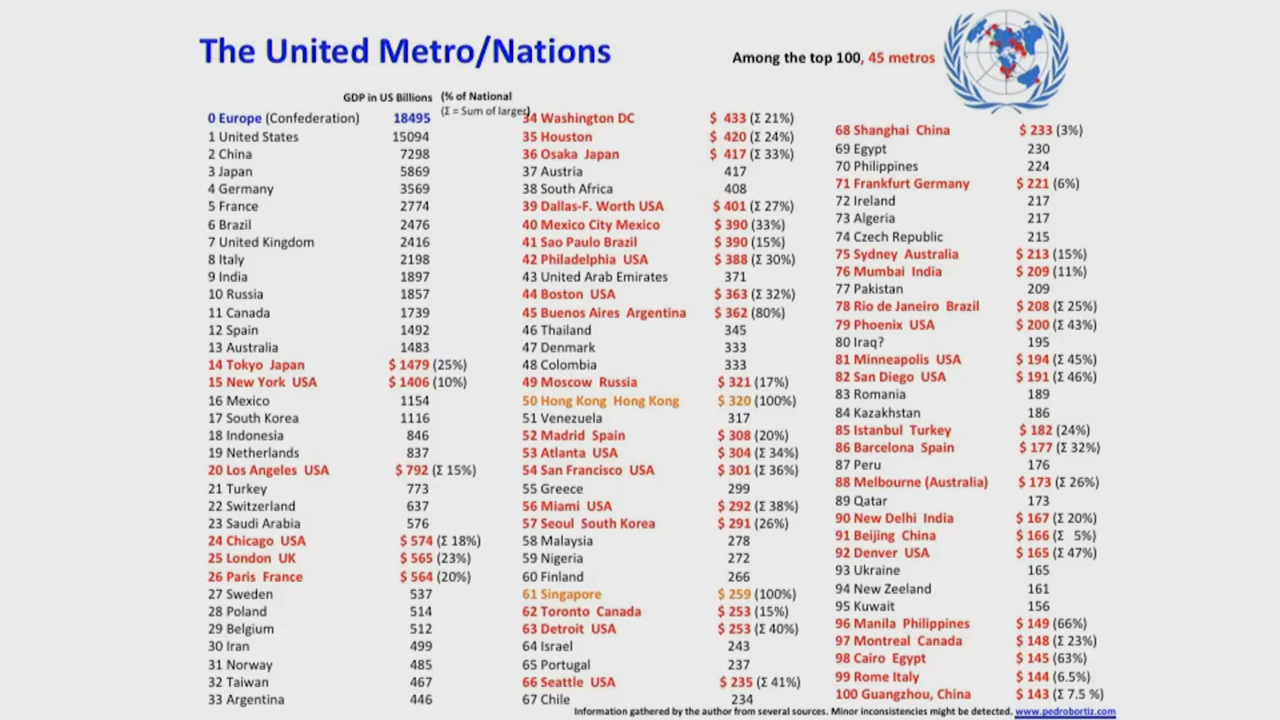 The United Metro/Nations
Among the top 100, 45 metros
GDP in US Billions (% of National
(Σ = Sum of larger)
0 Europe (Confederation) 18495
1 United States 15094
2 China 7298
3 Japan 5869
4 Germany 3569
5 France 2774
6 Brazil 2476
7 United Kingdom 2416
8 Italy 2198
9 India 1897
10 Russia 1857
11 Canada 1739
12 Spain 1492
13 Australia 1483
14 Tokyo Japan $ 1479 (25%)
15 New York USA $ 1406 (10%)
16 Mexico 1154
17 South Korea 1116
18 Indonesia 846
19 Netherlands 837
20 Los Angeles USA $ 792 (Σ 15%)
21 Turkey 773
22 Switzerland 637
23 Saudi Arabia 576
24 Chicago USA $ 574 (Σ 18%)
25 London UK $ 565 (23%)
26 Paris France $ 564 (20%)
27 Sweden 537
28 Poland 514
29 Belgium 512
30 Iran 499
31 Norway 485
32 Taiwan 467
33 Argentina 446
34 Washington DC $ 433 (Σ 21%)
35 Houston $ 420 (Σ 24%)
36 Osaka Japan $ 417 (Σ 33%)
37 Austria 417
38 South Africa 408
39 Dallas-F. Worth USA $ 401 (Σ 27%)
40 Mexico City Mexico $ 390 (33%)
41 Sao Paulo Brazil $ 390 (15%)
42 Philadelphia USA $ 388 (Σ 30%)
43 United Arab Emirates 371
44 Boston USA $ 363 (Σ 32%)
45 Buenos Aires Argentina $ 362 (80%)
46 Thailand 345
47 Denmark 333
48 Colombia 333
49 Moscow Russia $ 321 (17%)
50 Hong Kong Hong Kong $ 320 (100%)
51 Venezuela 317
52 Madrid Spain $ 308 (20%)
53 Atlanta USA $ 304 (Σ 34%)
54 San Francisco USA $ 301 (Σ 36%)
55 Greece 299
56 Miami USA $ 292 (Σ 38%)
57 Seoul South Korea $ 291 (26%)
58 Malaysia 278
59 Nigeria 272
60 Finland 266
61 Singapore $ 259 (100%)
62 Toronto Canada $ 253 (15%)
63 Detroit USA $ 253 (Σ 40%)
64 Israel 243
65 Portugal 237
66 Seattle USA $ 235 (Σ 41%)
67 Chile 234
68 Shanghai China $ 233 (3%)
69 Egypt 230
70 Philippines 224
71 Frankfurt Germany $ 221 (6%)
72 Ireland 217
73 Algeria 217
74 Czech Republic 215
75 Sydney Australia $ 213 (15%)
76 Mumbai India $ 209 (11%)
77 Pakistan 209
78 Rio de Janeiro Brazil $ 208 (Σ 25%)
79 Phoenix USA $ 200 (Σ 43%)
80 Iraq? 195
81 Minneapolis USA $ 194 (Σ 45%)
82 San Diego USA $ 191 (Σ 46%)
83 Romania 189
84 Kazakhstan 186
85 Istanbul Turkey $ 182 (24%)
86 Barcelona Spain $ 177 (Σ 32%)
87 Peru 176
88 Melbourne (Australia) $ 173 (Σ 26%)
89 Qatar 173
90 New Delhi India $ 167 (Σ 20%)
91 Beijing China $ 166 (Σ 5%)
92 Denver USA $ 165 (Σ 47%)
93 Ukraine 165
94 New Zeeland 161
95 Kuwait 156
96 Manila Philippines $ 149 (66%)
97 Montreal Canada $ 148 (Σ 23%)
98 Cairo Egypt $ 145 (63%)
99 Rome Italy $ 144 (6.5%)
100 Guangzhou, China $ 143 (Σ 7.5 %)
Information gathered by the author from several sources. Minor inconsistencies might be detected. www.pedrobortiz.com